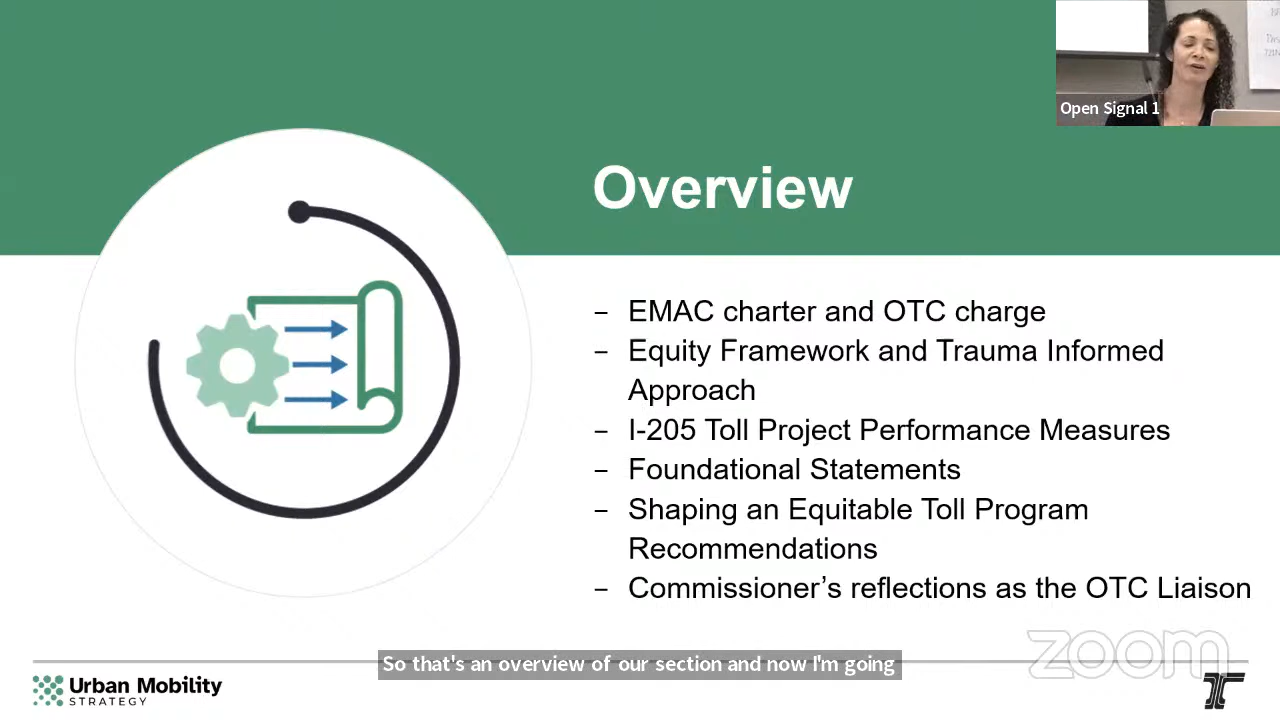 Open Signal 1
Overview
– EMAC charter and OTC charge
– Equity Framework and Trauma Informed
Approach
– I-205 Toll Project Performance Measures
– Foundational Statements
– Shaping an Equitable Toll Program
Recommendations
– Commissioner’s reflections as the OTC Liaison
zoom
So that's an overview of our section and now I'm going
Urban Mobility
STRATEGY